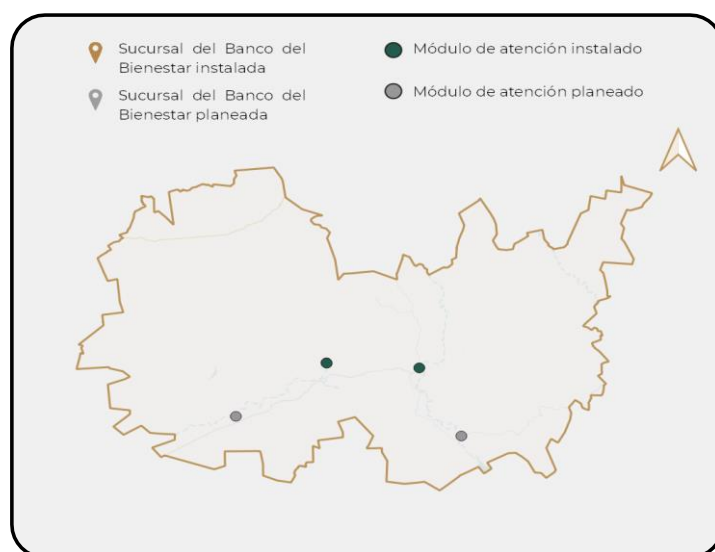 Sucursal del Banco del
Bienestar instalada
Sucursal del Banco del
Bienestar planeada
Módulo de atención instalado
Módulo de atención planeado